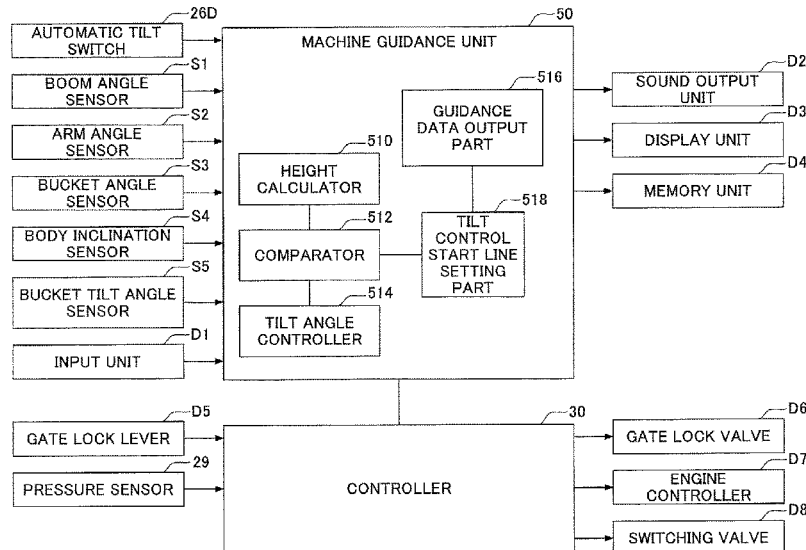 26D
AUTOMATIC TILT
SWITCH
S1
BOOM ANGLE
SENSOR
S2
ARM ANGLE
SENSOR
S3
BUCKET ANGLE
SENSOR
S4
BODY INCLINATION
SENSOR
S5
BUCKET TILT ANGLE
SENSOR
D1
INPUT UNIT
50
MACHINE GUIDANCE UNIT
516
GUIDANCE
DATA OUTPUT
PART
510
HEIGHT
CALCULATOR
512
COMPARATOR
518
TILT
CONTROL
START LINE
SETTING
PART
514
TILT ANGLE
CONTROLLER
D2
SOUND OUTPUT
UNIT
D3
DISPLAY UNIT
D4
MEMORY UNIT
D5
GATE LOCK LEVER
29
PRESSURE SENSOR
30
CONTROLLER
D6
GATE LOCK VALVE
D7
ENGINE
CONTROLLER
D8
SWITCHING VALVE